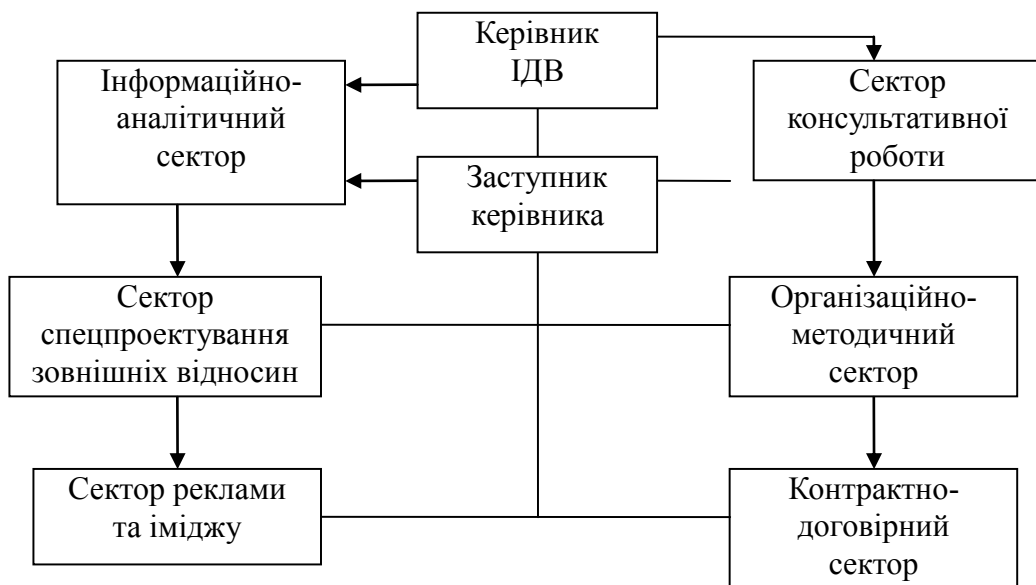 Керівник
ІДВ
Інформаційно-
аналітичний
сектор
Сектор
консультативної
роботи
Заступник
керівника
Сектор
спецпроектування
зовнішніх відносин
Організаційно-
методичний
сектор
Сектор реклами
та іміджу
Контрактно-
договірний
сектор